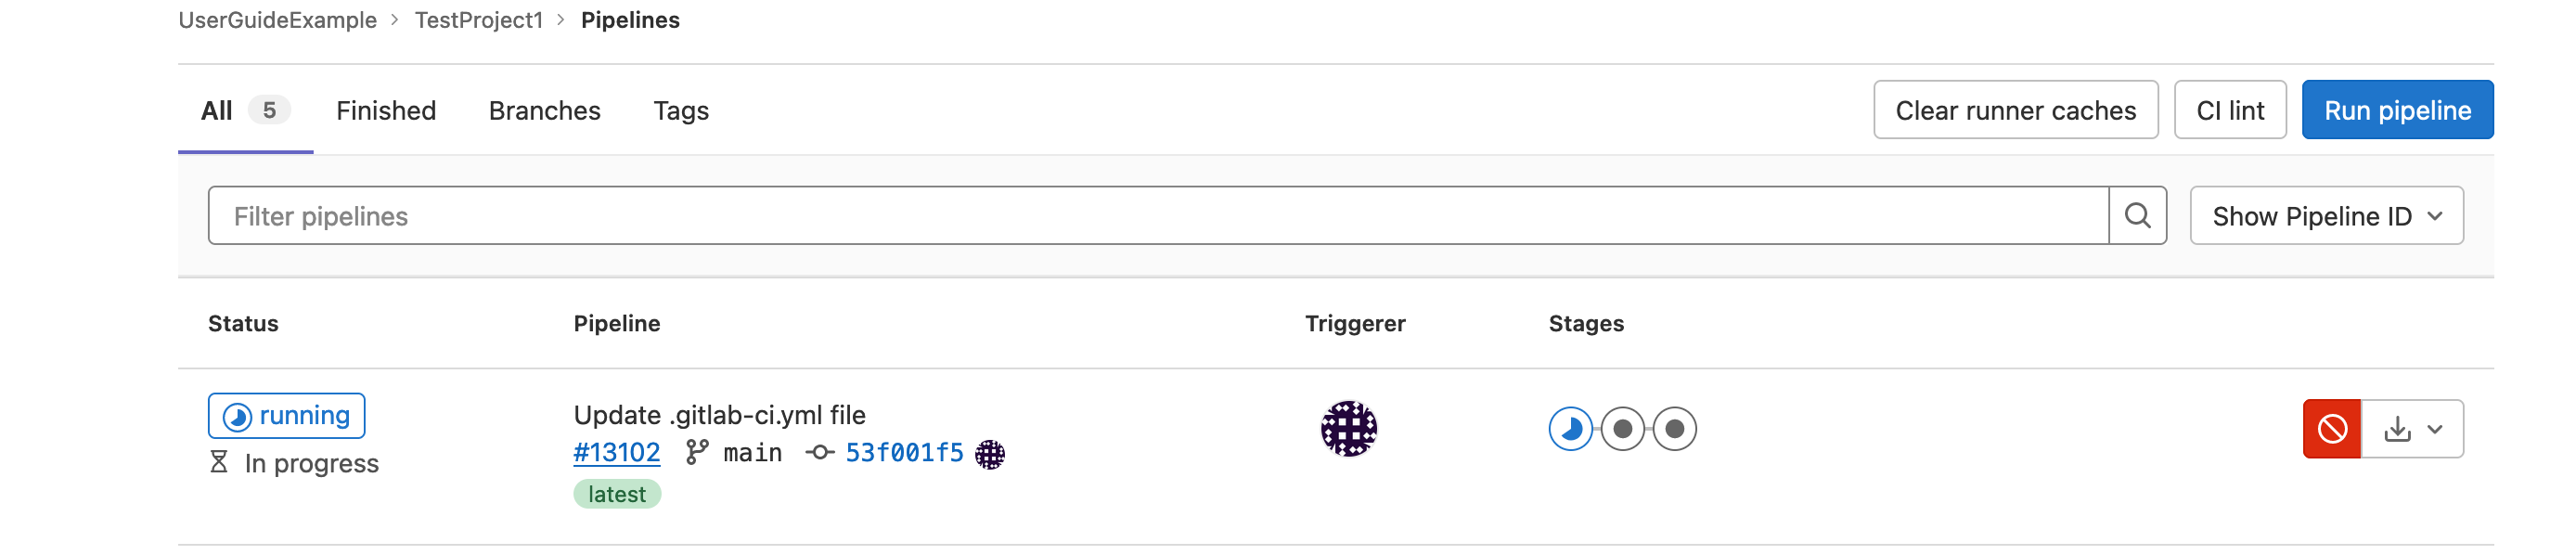 UserGuideExample > TestProject1 > Pipelines
All 5 Finished Branches Tags Clear runner caches CI lint Run pipeline
Filter pipelines Show Pipeline ID
Status Pipeline Triggerer Stages
running Update .gitlab-ci.yml file
In progress #13102 main 53f001f5
latest